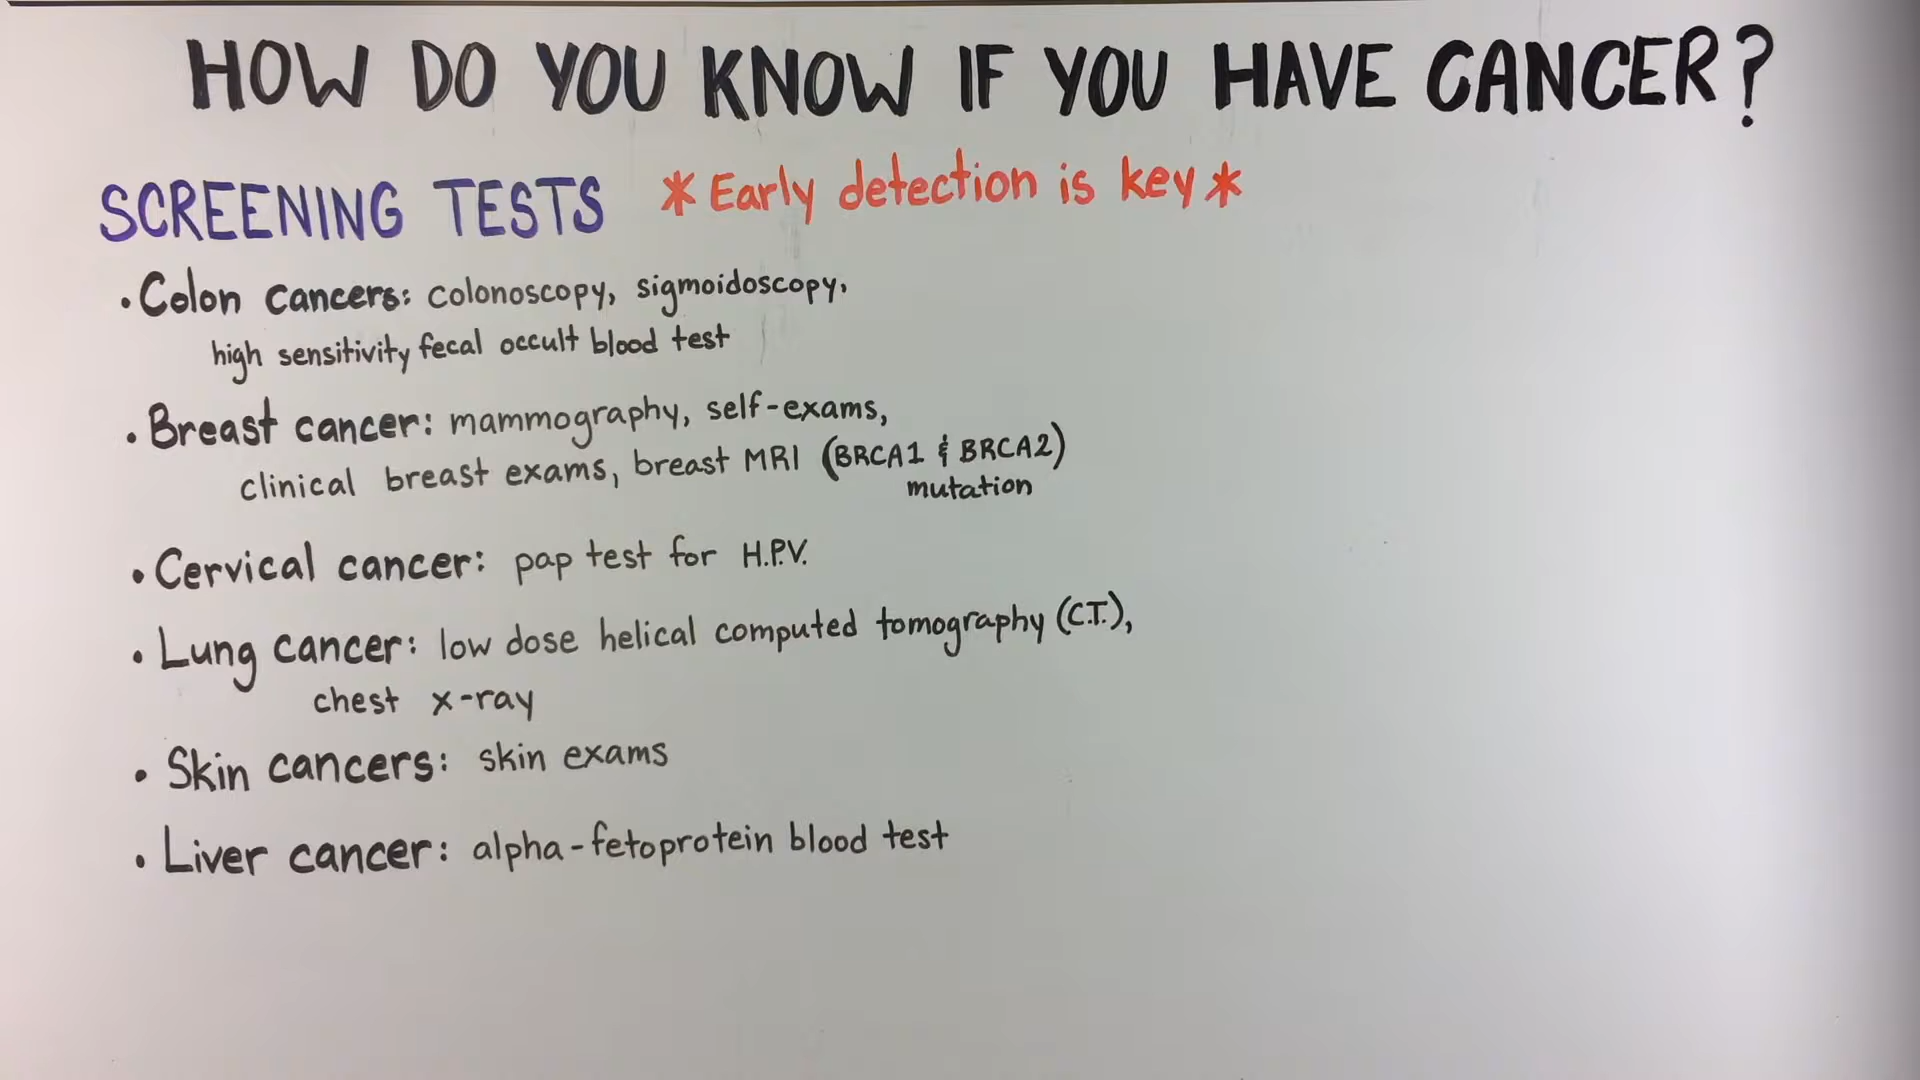 HOW DO YOU KNOW IF YOU HAVE CANCER?
SCREENING TESTS *Early detection is key*
• Colon cancers: colonoscopy, sigmoidoscopy,
high sensitivity fecal occult blood test
• Breast cancer: mammography, self-exams,
clinical breast exams, breast MRI (BRCA1 & BRCA2)
mutation
• Cervical cancer: pap test for H.P.V.
• Lung cancer: low dose helical computed tomography (C.T.),
chest x-ray
• Skin cancers: skin exams
• Liver cancer: alpha-fetoprotein blood test